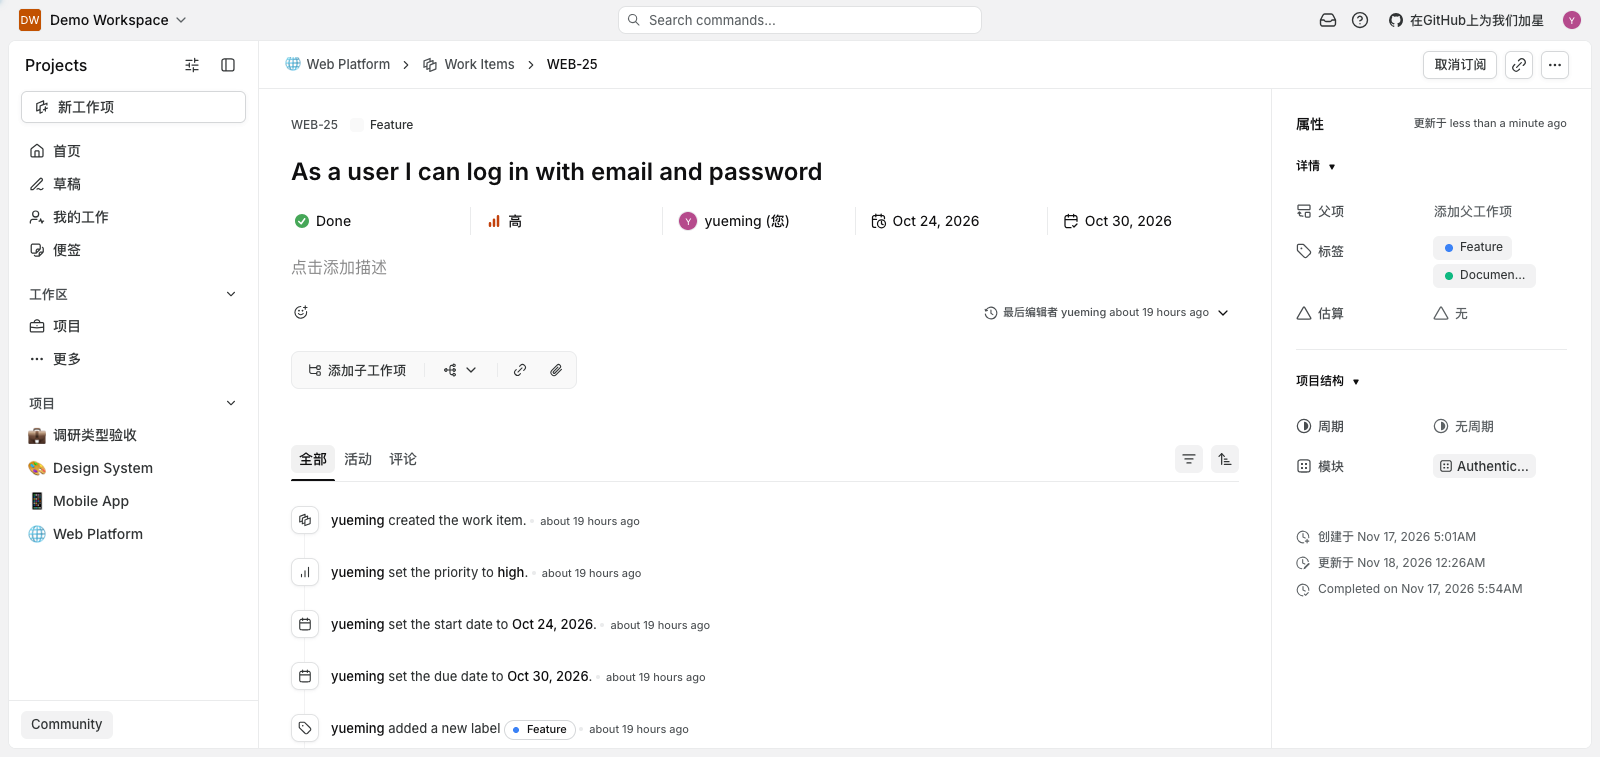 DW Demo Workspace
Search commands...
在GitHub上为我们加星
Y
Projects
新工作项
首页
草稿
我的工作
便签
工作区
项目
更多
项目
调研类型验收
Design System
Mobile App
Web Platform
Community
Web Platform
Work Items
WEB-25
取消订阅
WEB-25 Feature
As a user I can log in with email and password
Done
高
Y yueming (您)
Oct 24, 2026
Oct 30, 2026
点击添加描述
最后编辑者 yueming about 19 hours ago
添加子工作项
全部 活动 评论
yueming created the work item. about 19 hours ago
yueming set the priority to high. about 19 hours ago
yueming set the start date to Oct 24, 2026. about 19 hours ago
yueming set the due date to Oct 30, 2026. about 19 hours ago
yueming added a new label Feature about 19 hours ago
属性 更新于 less than a minute ago
详情
父项 添加父工作项
标签 Feature
Documen...
估算 无
项目结构
周期 无周期
模块 Authentic...
创建于 Nov 17, 2026 5:01AM
更新于 Nov 18, 2026 12:26AM
Completed on Nov 17, 2026 5:54AM